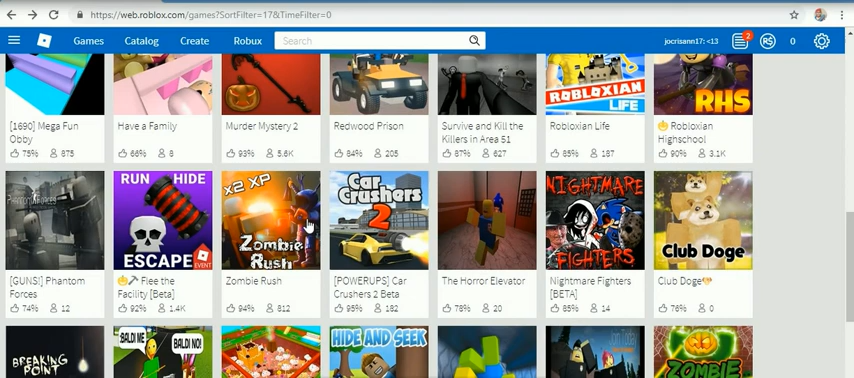 https://web.roblox.com/games?SortFilter=17&TimeFilter=0
Games Catalog Create Robux Search jocrisann17: <13 2 R$ 0
ROBLOXIAN
LIFE
RHS
[1690] Mega Fun
Obby
75% 875
Have a Family
66% 8
Murder Mystery 2
93% 5.6K
Redwood Prison
84% 205
Survive and Kill the
Killers in Area 51
87% 627
Robloxian Life
85% 187
Robloxian
Highschool
90% 3.1K
Phantom Forces
RUN HIDE
ESCAPE
EVENT
x2 XP
Zombie
Rush
Car
Crushers
2
NIGHTMARE
FIGHTERS
Club Doge
[GUNS!] Phantom
Forces
74% 12
Flee the
Facility [Beta]
92% 1.4K
Zombie Rush
94% 812
[POWERUPS] Car
Crushers 2 Beta
95% 182
The Horror Elevator
78% 20
Nightmare Fighters
[BETA]
85% 14
Club Doge
76% 0
BREAKING
POINT
BALDI ME!
BALDI NO!
HIDE AND SEEK
ZOMBIE